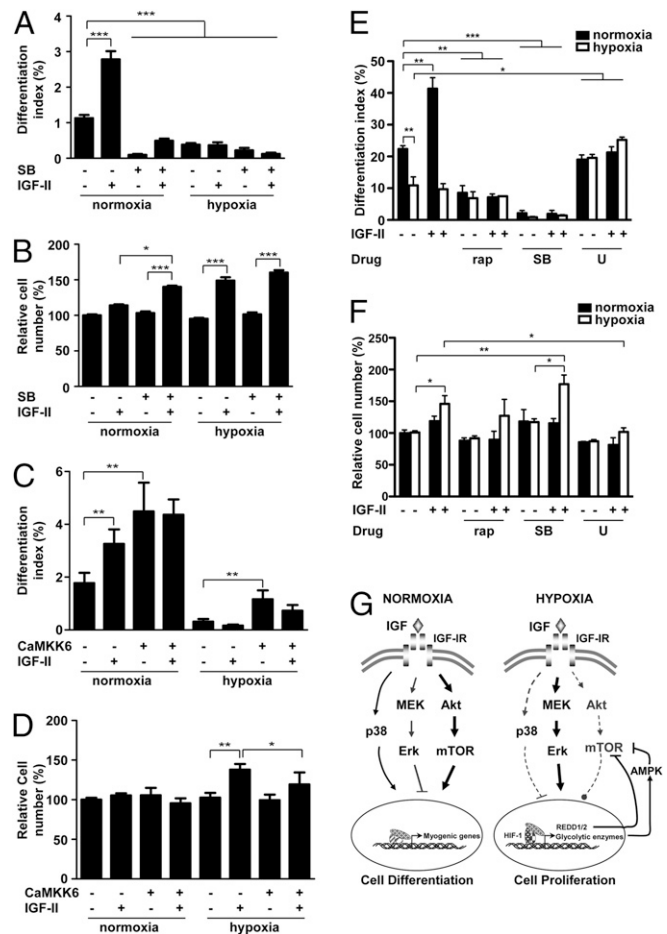 A
Differentiation
index (%)
4
3
2
1
0
***
***
SB - - + + - - + +
IGF-II - + - + - + - +
normoxia hypoxia
B
Relative cell
number (%)
200
150
100
50
0
*
***
***
***
SB - - + + - - + +
IGF-II - + - + - + - +
normoxia hypoxia
C
Differentiation
index (%)
6
4
2
0
**
**
**
CaMKK6 - - + + - - + +
IGF-II - + - + - + - +
normoxia hypoxia
D
Relative Cell
number (%)
200
150
100
50
0
**
*
CaMKK6 - - + + - - + +
IGF-II - + - + - + - +
normoxia hypoxia
E
normoxia
hypoxia
Differentiation index (%)
50
40
30
20
10
0
***
**
**
*
**
IGF-II - - + + - - + + - - + + - - + +
Drug rap SB U
F
normoxia
hypoxia
Relative cell number (%)
250
200
150
100
50
0
*
**
*
*
IGF-II - - + + - - + + - - + + - - + +
Drug rap SB U
G
NORMOXIA HYPOXIA
IGF IGF
IGF-IR IGF-IR
MEK Akt MEK Akt
p38 p38
Erk mTOR Erk mTOR
AMPK
Myogenic genes
HIF-1 REDD1/2
Glycolytic enzymes
Cell Differentiation Cell Proliferation